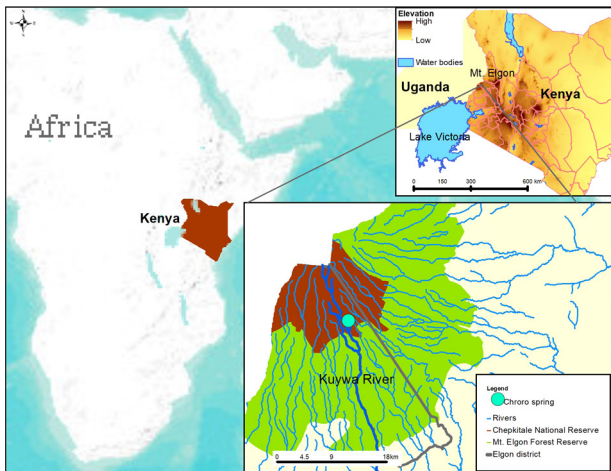 Africa
Kenya
Elevation
High
Low
Water bodies
Mt. Elgon
Uganda
Kenya
Lake Victoria
0 150 300 600 km
Kuywa River
0 4.5 9 18km
Legend
Chroro spring
Rivers
Chepkitale National Reserve
Mt. Elgon Forest Reserve
Elgon district